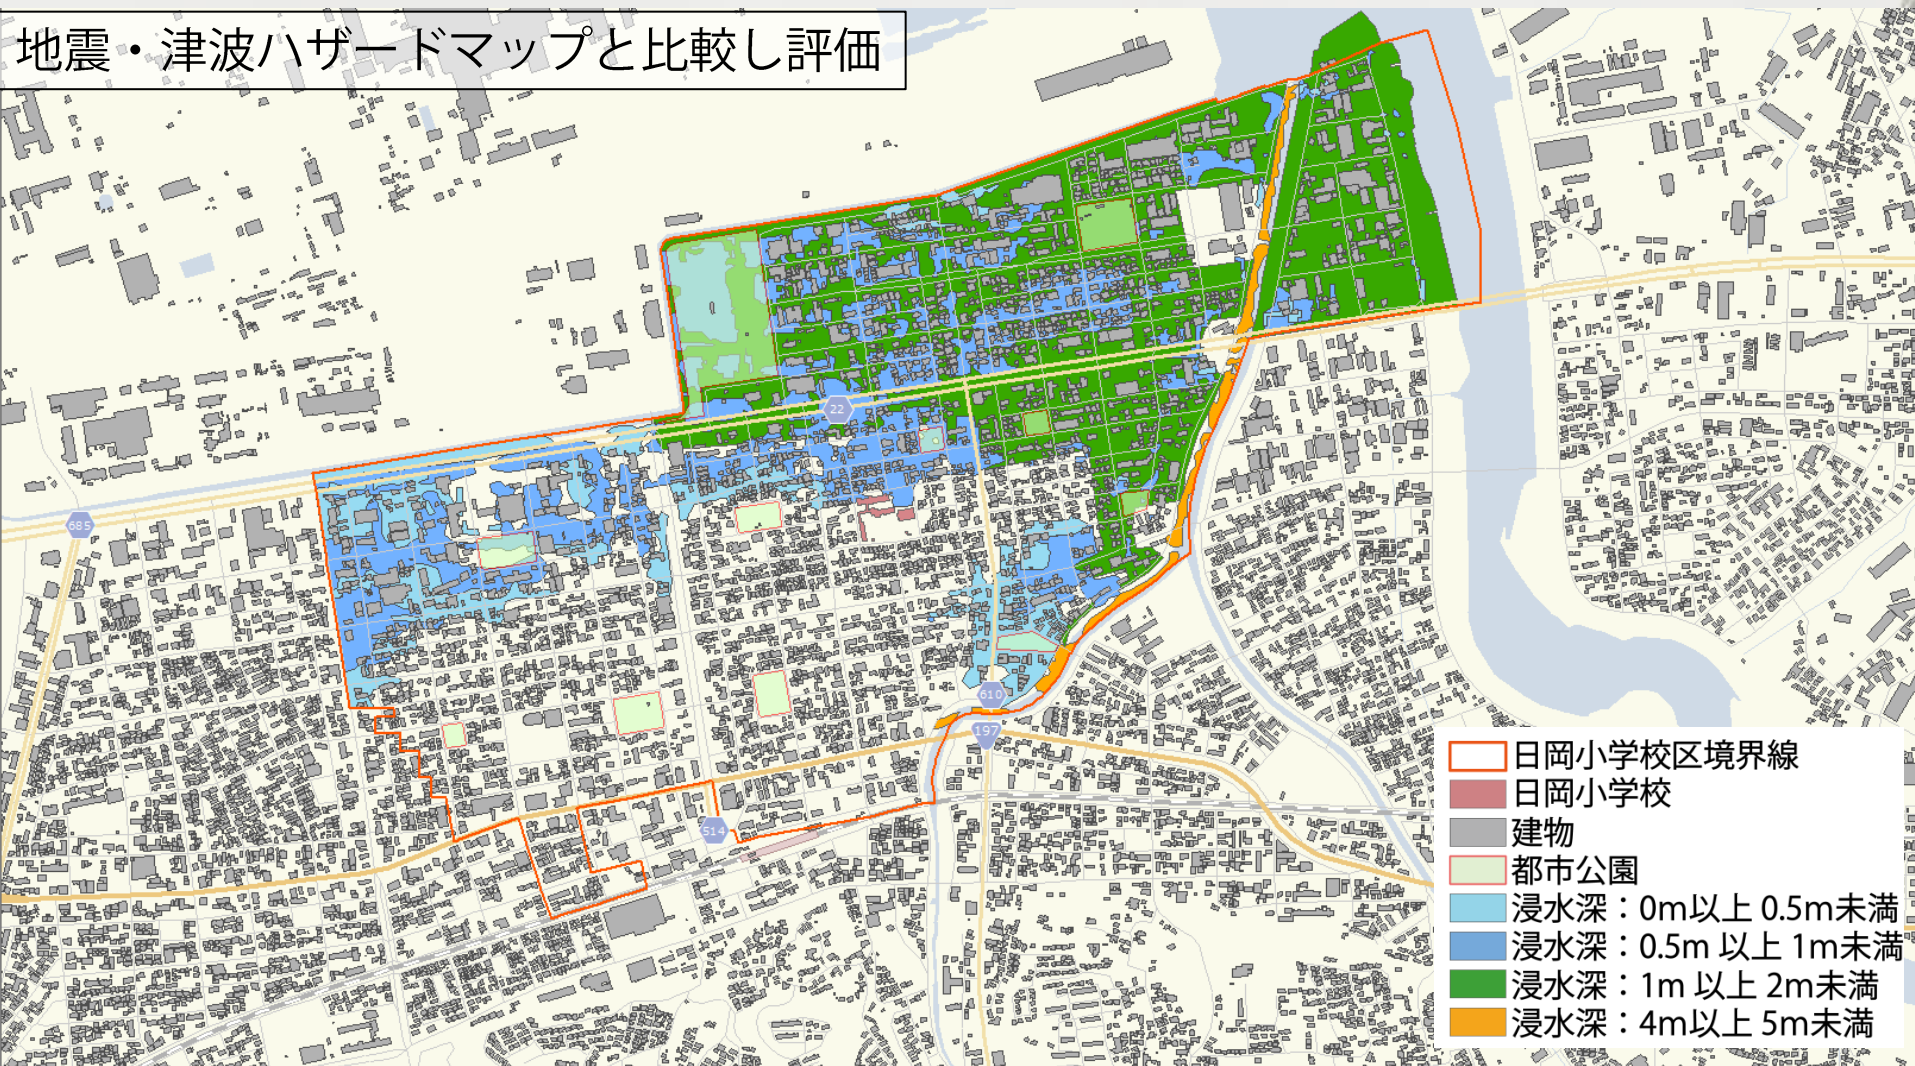 地震・津波ハザードマップと比較し評価
22
685
610
197
514
日岡小学校区境界線
日岡小学校
建物
都市公園
浸水深：0m以上 0.5m未満
浸水深：0.5m 以上 1m未満
浸水深：1m 以上 2m未満
浸水深：4m以上 5m未満